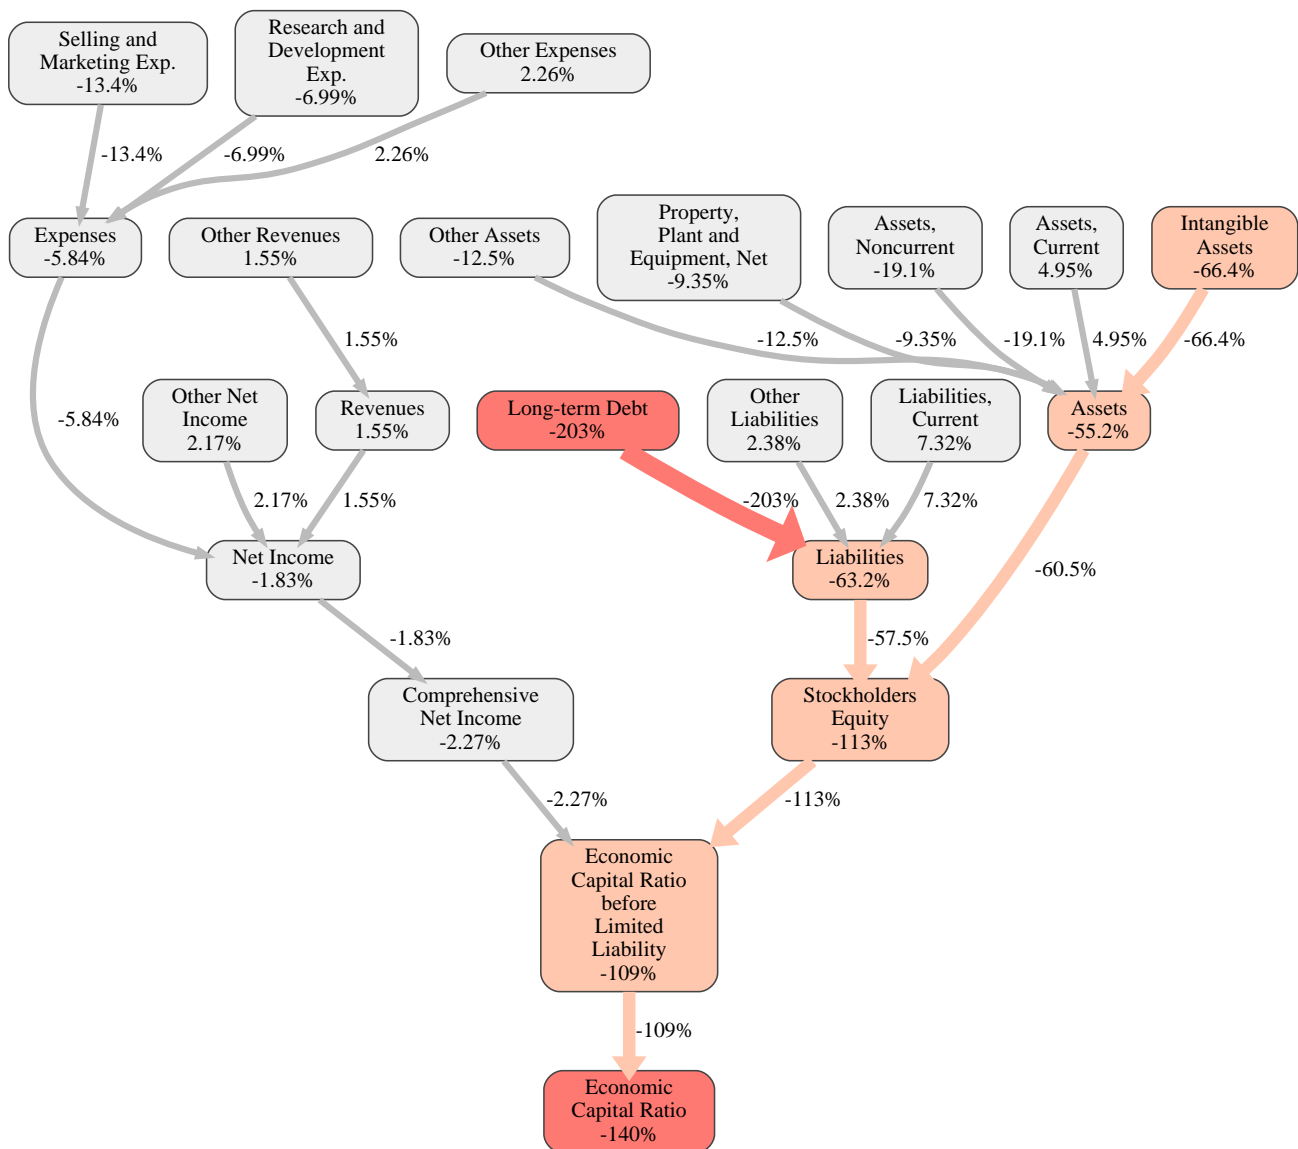 Selling and
Marketing Exp.
-13.4%
Research and
Development
Exp.
-6.99%
Other Expenses
2.26%
-13.4%
-6.99%
2.26%
Expenses
-5.84%
Other Revenues
1.55%
Other Assets
-12.5%
Property,
Plant and
Equipment, Net
-9.35%
Assets,
Noncurrent
-19.1%
Assets,
Current
4.95%
Intangible
Assets
-66.4%
1.55%
-12.5%
-9.35%
-19.1%
4.95%
-66.4%
-5.84%
Other Net
Income
2.17%
Revenues
1.55%
Long-term Debt
-203%
Other
Liabilities
2.38%
Liabilities,
Current
7.32%
Assets
-55.2%
2.17%
1.55%
-203%
2.38%
7.32%
Net Income
-1.83%
Liabilities
-63.2%
-60.5%
-1.83%
-57.5%
Comprehensive
Net Income
-2.27%
Stockholders
Equity
-113%
-2.27%
-113%
Economic
Capital Ratio
before
Limited
Liability
-109%
-109%
Economic
Capital Ratio
-140%